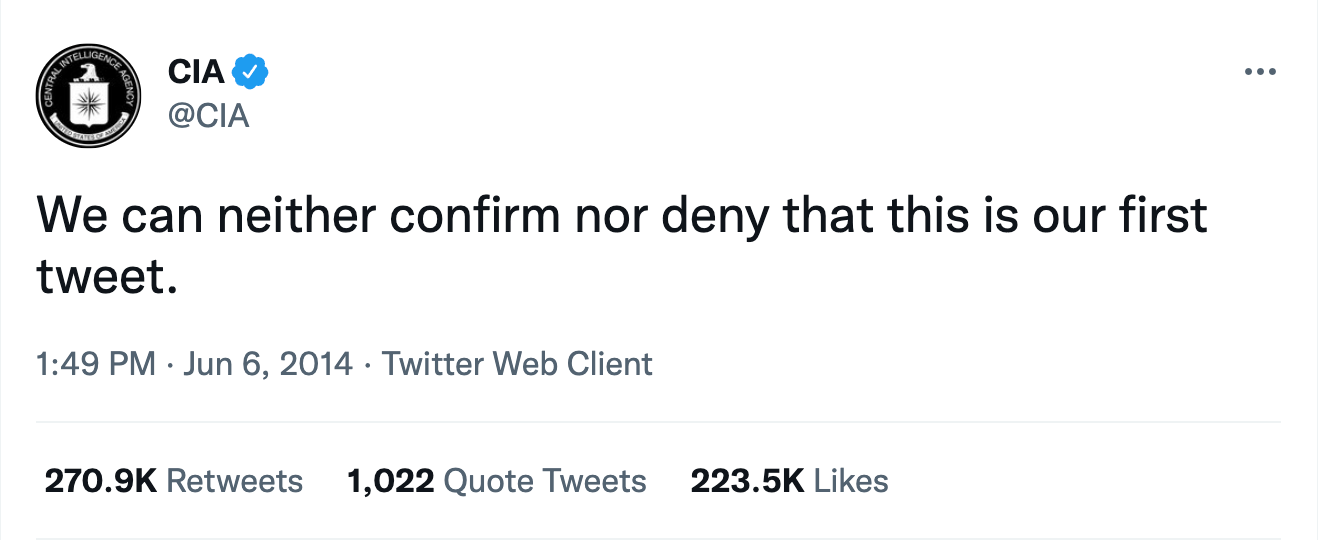 CENTRAL INTELLIGENCE AGENCY
UNITED STATES OF AMERICA
CIA
@CIA
We can neither confirm nor deny that this is our first
tweet.
1:49 PM · Jun 6, 2014 · Twitter Web Client
270.9K Retweets 1,022 Quote Tweets 223.5K Likes